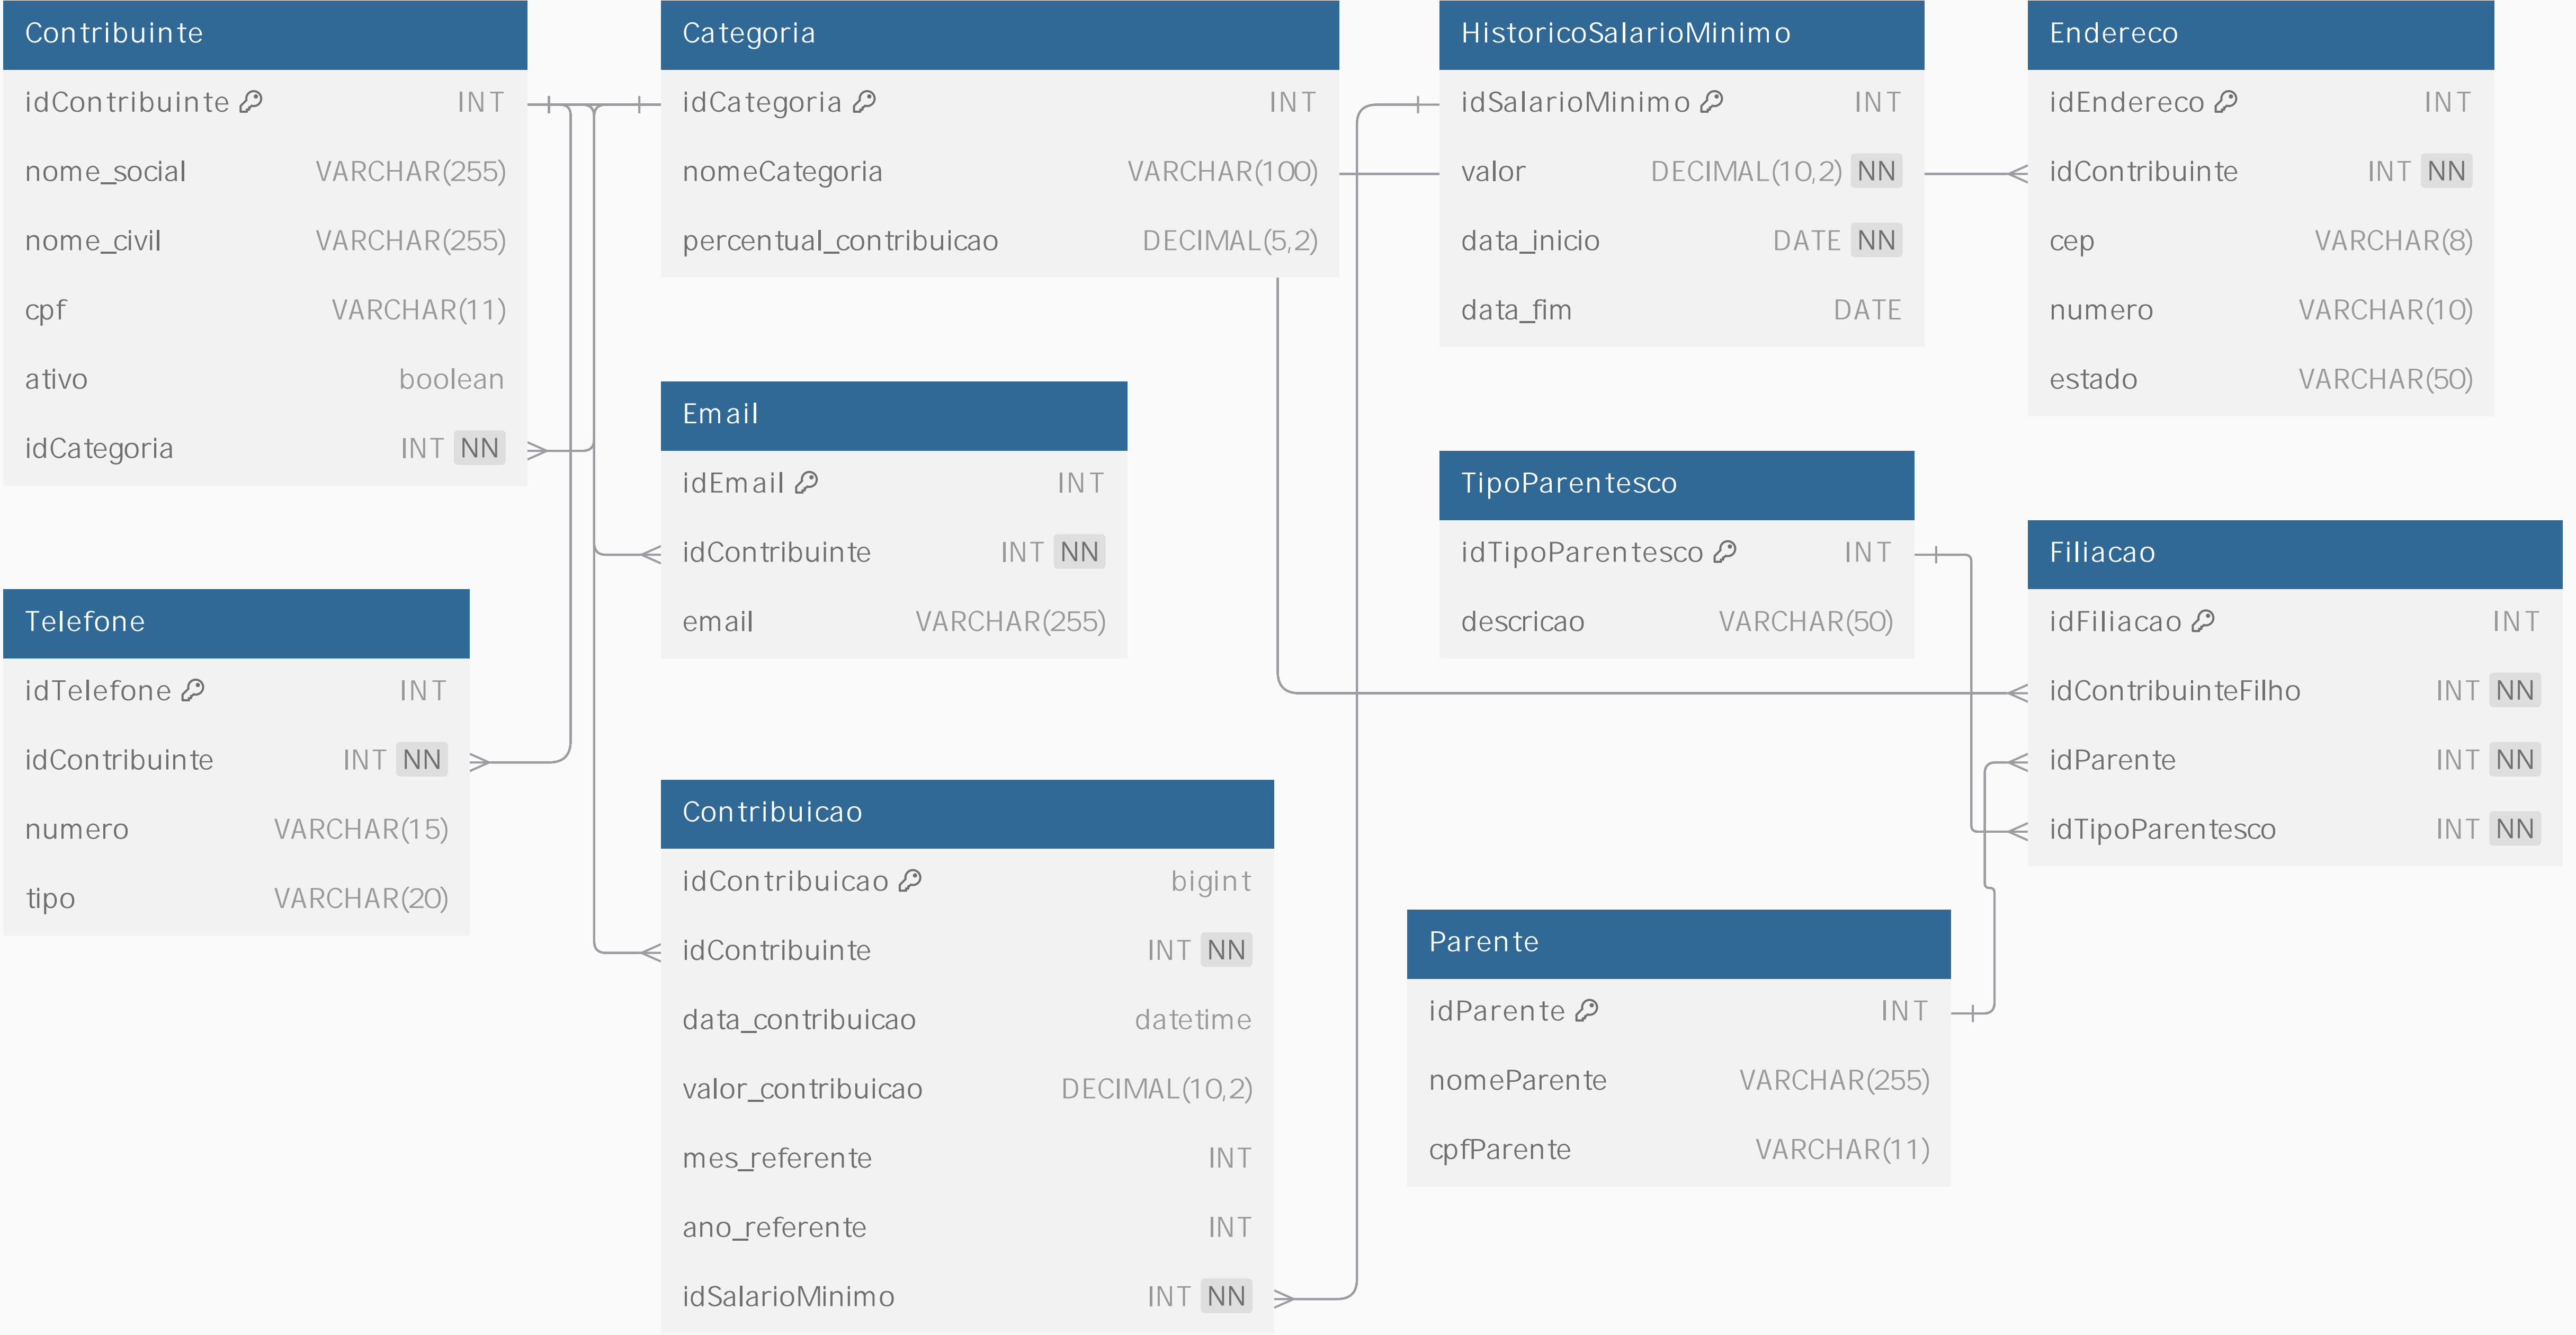 Contribuinte
idContribuinte INT
nome_social VARCHAR(255)
nome_civil VARCHAR(255)
cpf VARCHAR(11)
ativo boolean
idCategoria INT NN
Telefone
idTelefone INT
idContribuinte INT NN
numero VARCHAR(15)
tipo VARCHAR(20)
Categoria
idCategoria INT
nomeCategoria VARCHAR(100)
percentual_contribuicao DECIMAL(5,2)
Email
idEmail INT
idContribuinte INT NN
email VARCHAR(255)
Contribuicao
idContribuicao bigint
idContribuinte INT NN
data_contribuicao datetime
valor_contribuicao DECIMAL(10,2)
mes_referente INT
ano_referente INT
idSalarioMinimo INT NN
HistoricoSalarioMinimo
idSalarioMinimo INT
valor DECIMAL(10,2) NN
data_inicio DATE NN
data_fim DATE
TipoParentesco
idTipoParentesco INT
descricao VARCHAR(50)
Parente
idParente INT
nomeParente VARCHAR(255)
cpfParente VARCHAR(11)
Endereco
idEndereco INT
idContribuinte INT NN
cep VARCHAR(8)
numero VARCHAR(10)
estado VARCHAR(50)
Filiacao
idFiliacao INT
idContribuinteFilho INT NN
idParente INT NN
idTipoParentesco INT NN